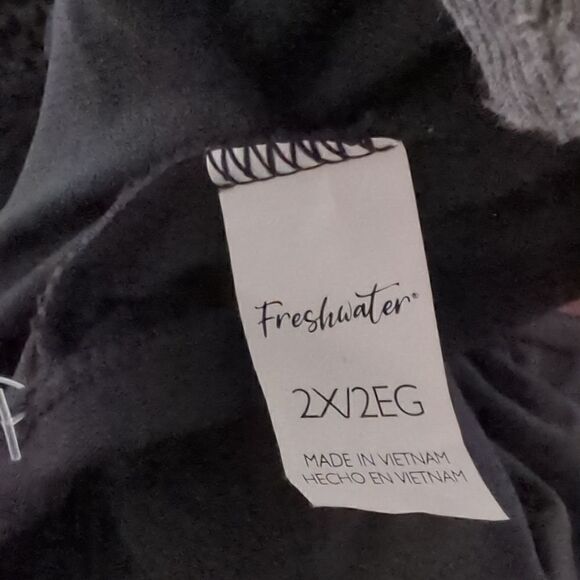 Freshwater®
2X/2EG
MADE IN VIETNAM
HECHO EN VIETNAM